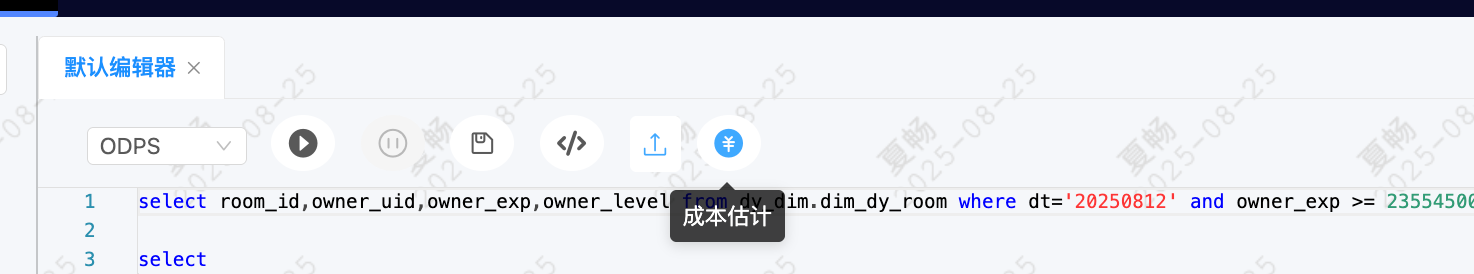 默认编辑器
ODPS
1 select room_id,owner_uid,owner_exp,owner_level from dy_dim.dim_dy_room where dt='20250812' and owner_exp >= 23554500
成本估计
2
3 select
夏畅
2025-08-25
夏畅
2025-08-25
夏畅
2025-08-25
夏畅
2025-08-25